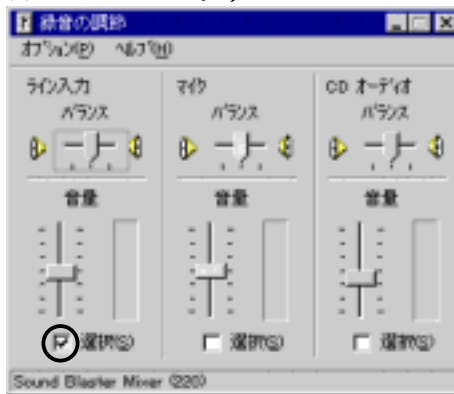 録音の調節
オプション(P) ヘルプ(H)
ライン入力 マイク CD オーディオ
バランス バランス バランス
音量 音量 音量
選択(S) 選択(S) 選択(S)
Sound Blaster Mixer (220)